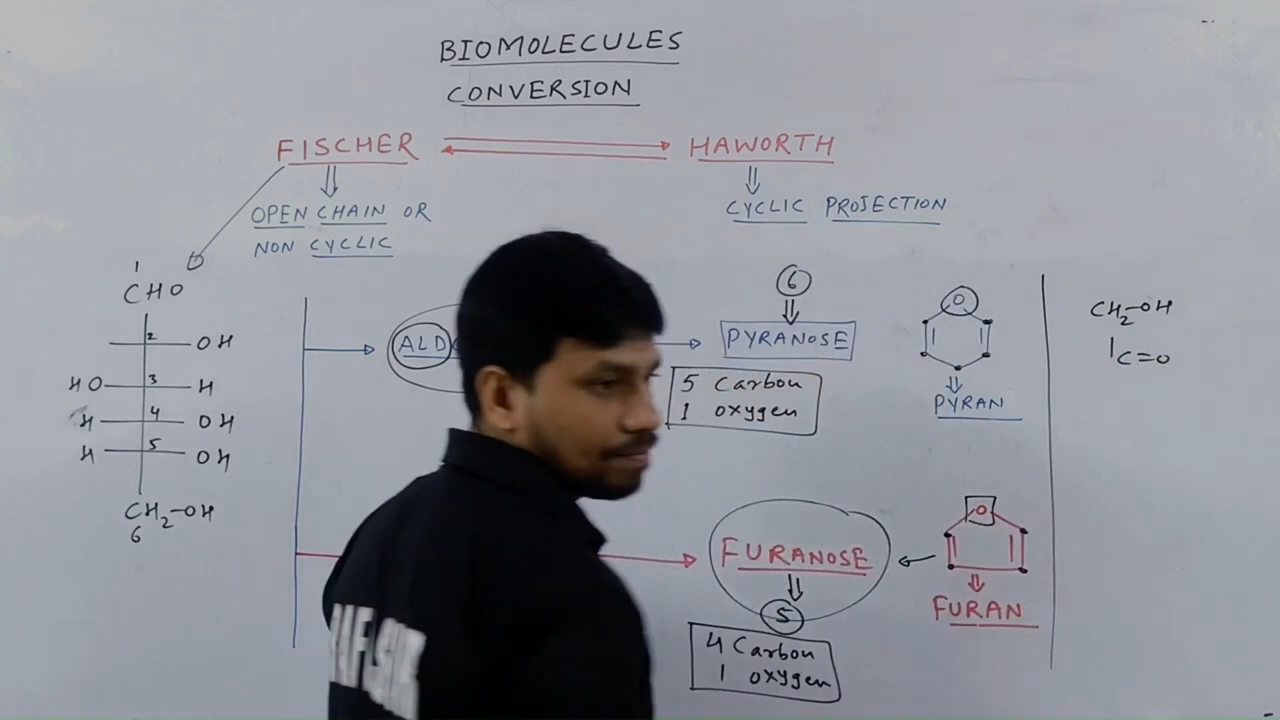 BIOMOLECULES
CONVERSION
FISCHER
HAWORTH
OPEN CHAIN OR
NON CYCLIC
CYCLIC PROJECTION
1
CHO
2 OH
HO 3 H
H 4 OH
H 5 OH
CH2-OH
6
ALD
6
PYRANOSE
5 Carbon
1 oxygen
O
PYRAN
FURANOSE
5
4 Carbon
1 oxygen
O
FURAN
CH2-OH
C=O